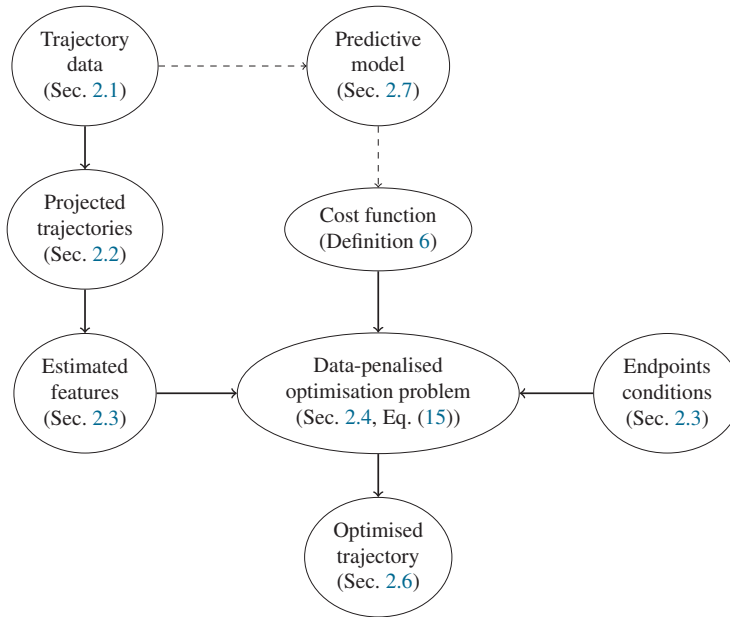 Trajectory
data
(Sec. 2.1)
Predictive
model
(Sec. 2.7)
Projected
trajectories
(Sec. 2.2)
Cost function
(Definition 6)
Estimated
features
(Sec. 2.3)
Data-penalised
optimisation problem
(Sec. 2.4, Eq. (15))
Endpoints
conditions
(Sec. 2.3)
Optimised
trajectory
(Sec. 2.6)